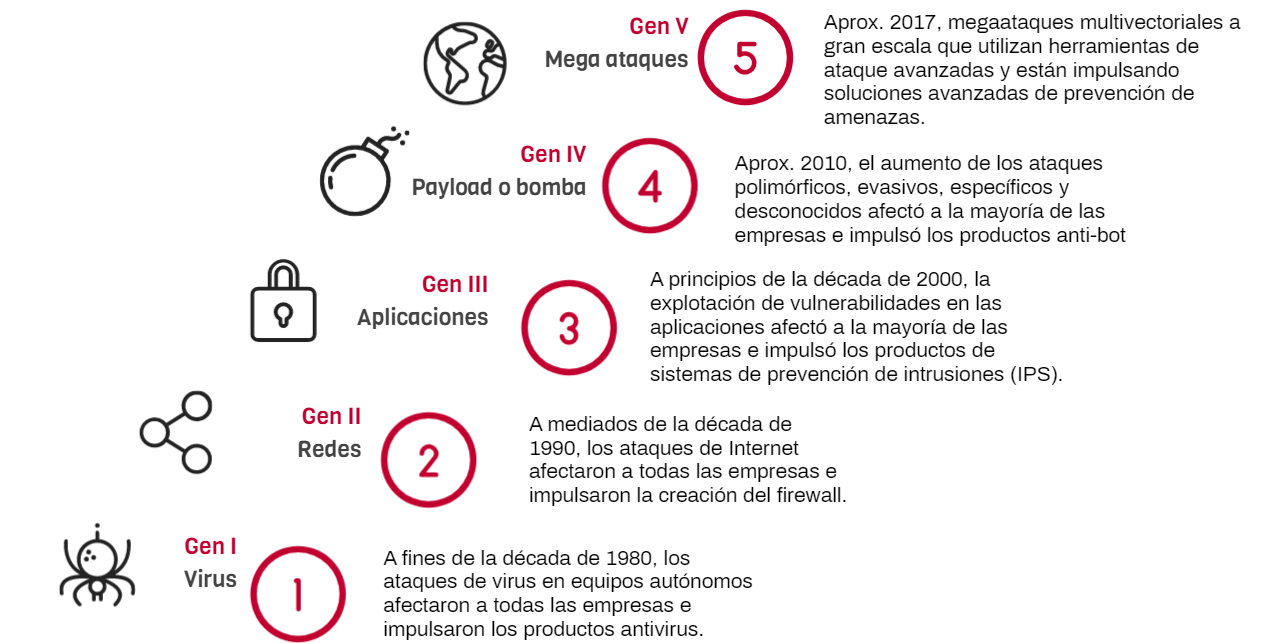 Gen V
Mega ataques
5
Aprox. 2017, megaataques multivectoriales a
gran escala que utilizan herramientas de
ataque avanzadas y están impulsando
soluciones avanzadas de prevención de
amenazas.
Gen IV
Payload o bomba
4
Aprox. 2010, el aumento de los ataques
polimórficos, evasivos, específicos y
desconocidos afectó a la mayoría de las
empresas e impulsó los productos anti-bot
Gen III
Aplicaciones
3
A principios de la década de 2000, la
explotación de vulnerabilidades en las
aplicaciones afectó a la mayoría de las
empresas e impulsó los productos de
sistemas de prevención de intrusiones (IPS).
Gen II
Redes
2
A mediados de la década de
1990, los ataques de Internet
afectaron a todas las empresas e
impulsaron la creación del firewall.
Gen I
Virus
1
A fines de la década de 1980, los
ataques de virus en equipos autónomos
afectaron a todas las empresas e
impulsaron los productos antivirus.